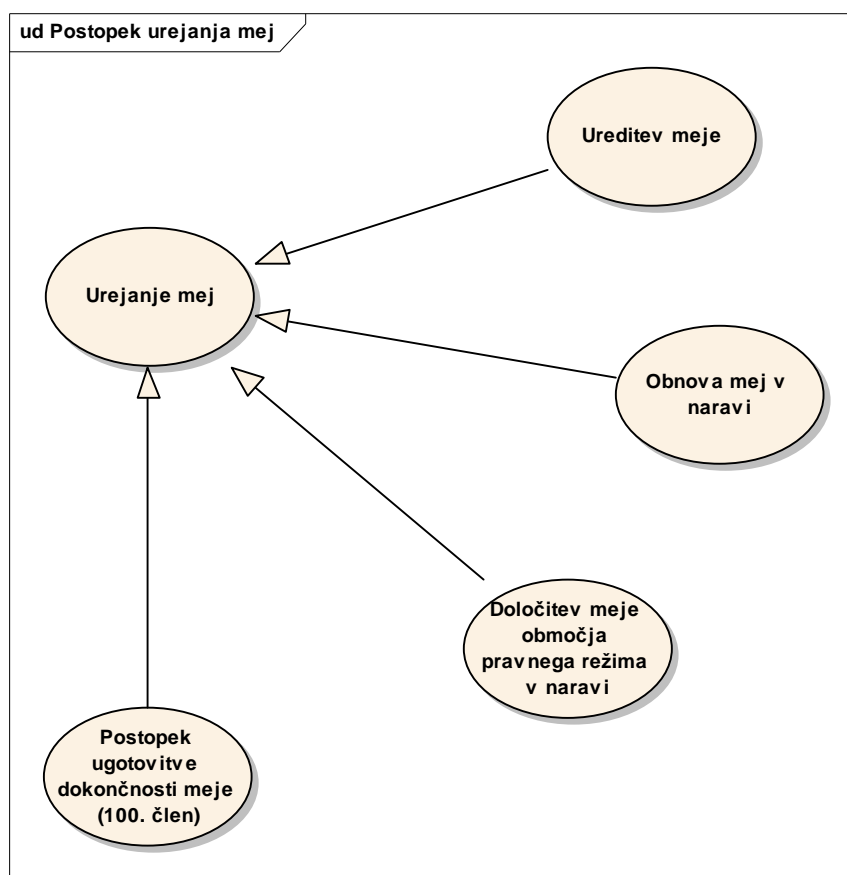 ud Postopek urejanja mej
Ureditev meje
Urejanje mej
Obnova mej v
naravi
Določitev meje
območja
pravnega režima
v naravi
Postopek
ugotovitve
dokončnosti meje
(100. člen)